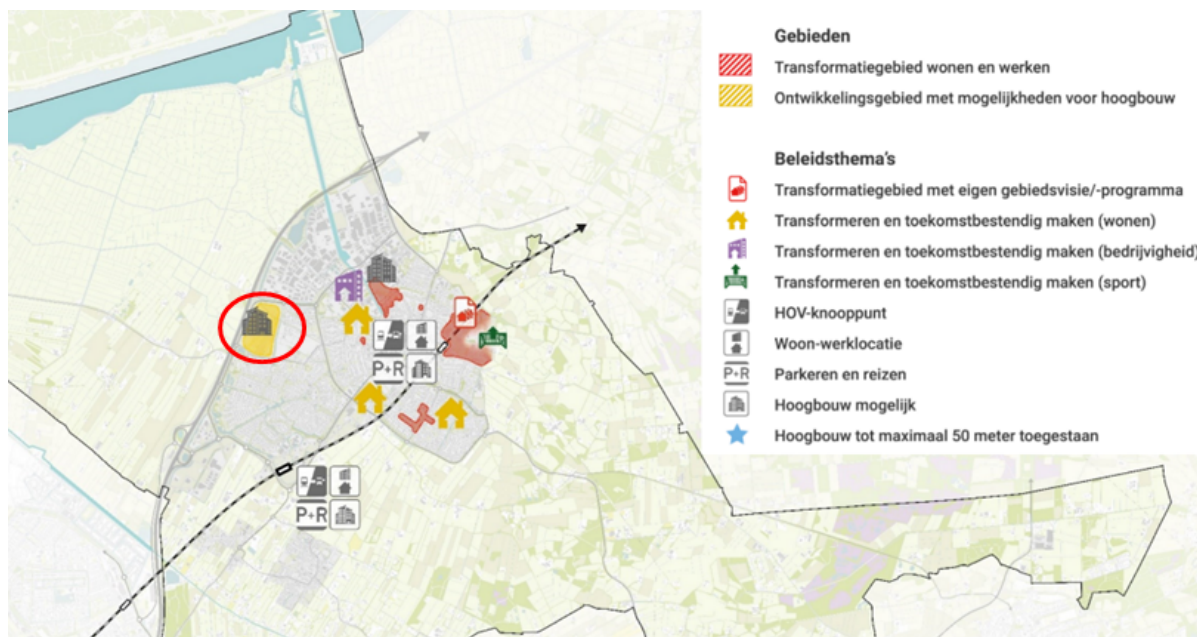 Gebieden
Transformatiegebied wonen en werken
Ontwikkelingsgebied met mogelijkheden voor hoogbouw
Beleidsthema's
Transformatiegebied met eigen gebiedsvisie/-programma
Transformeren en toekomstbestendig maken (wonen)
Transformeren en toekomstbestendig maken (bedrijvigheid)
Transformeren en toekomstbestendig maken (sport)
HOV-knooppunt
Woon-werklocatie
P+R Parkeren en reizen
Hoogbouw mogelijk
Hoogbouw tot maximaal 50 meter toegestaan
P+R
P+R